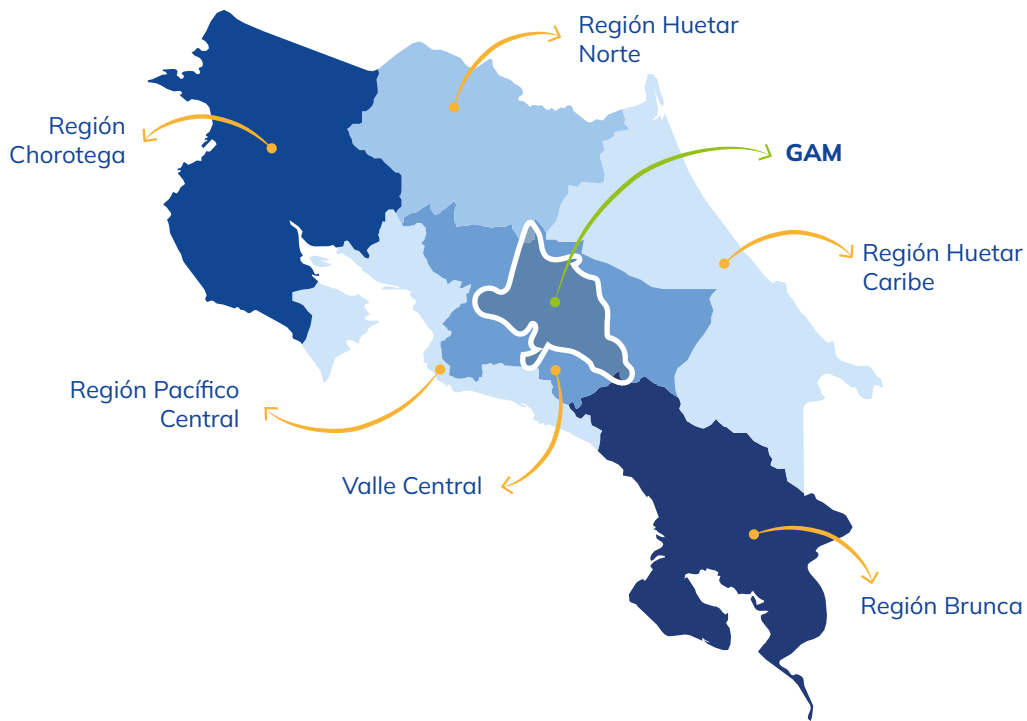 Región Huetar
Norte
Región
Chorotega
GAM
Región Huetar
Caribe
Región Pacífico
Central
Valle Central
Región Brunca